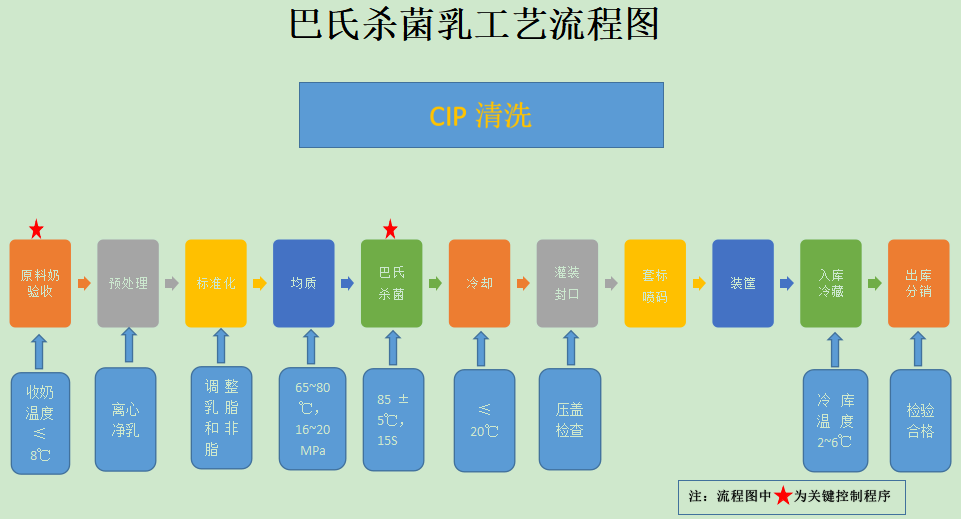 巴氏杀菌乳工艺流程图
CIP 清洗
原料奶
验收
预处理
标准化
均质
巴氏
杀菌
冷却
灌装
封口
套标
喷码
装筐
入库
冷藏
出库
分销
收奶
温度
≤
8℃
离心
净乳
调 整
乳 脂
和 非
脂
65~80
℃，
16~20
MPa
85 ±
5℃，
15S
≤
20℃
压盖
检查
冷 库
温 度
2~6℃
检验
合格
注：流程图中★为关键控制程序